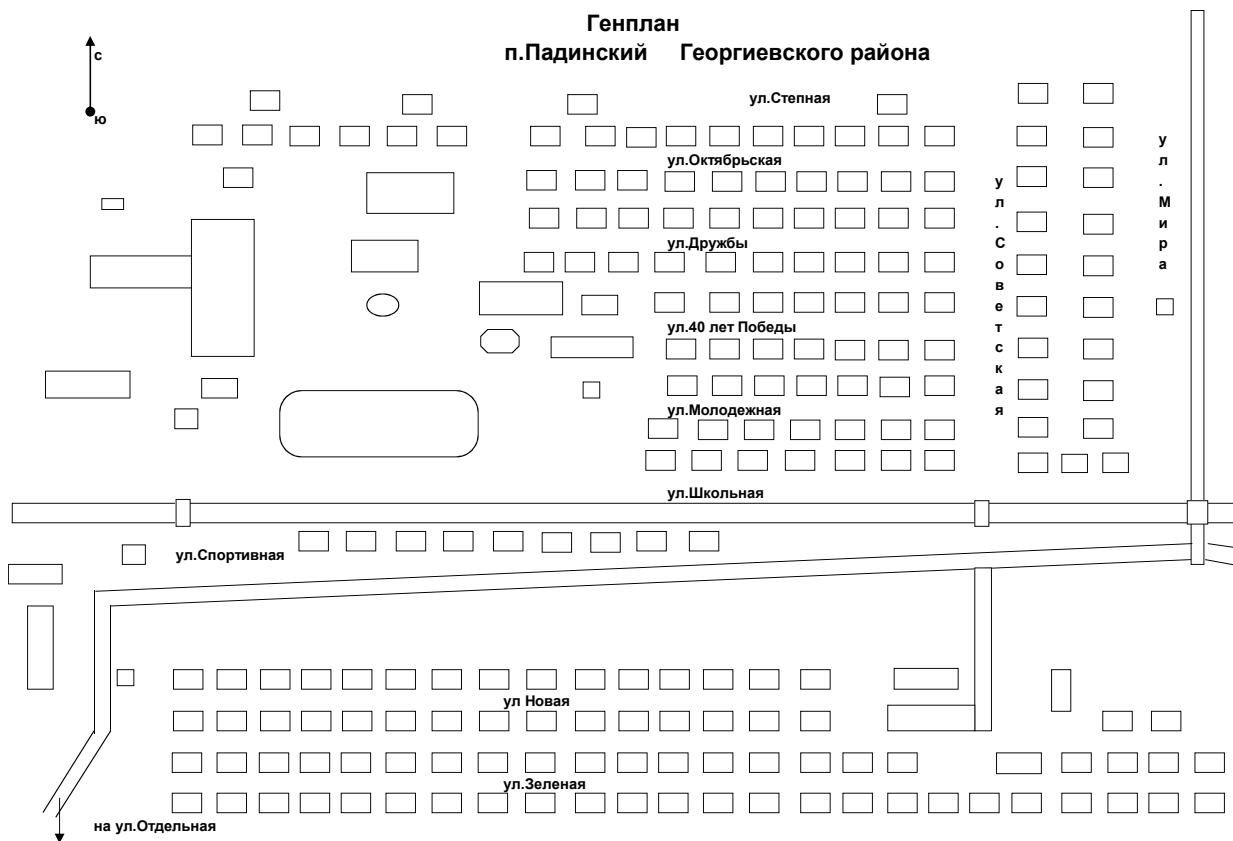 Генплан
п.Падинский Георгиевского района
с
ю
ул.Степная
ул.Октябрьская
ул.Мира
ул.Советская
ул.Дружбы
ул.40 лет Победы
ул.Молодежная
ул.Школьная
ул.Спортивная
ул Новая
ул.Зеленая
на ул.Отдельная